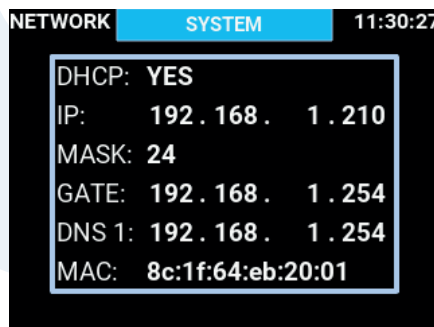 NETWORK SYSTEM 11:30:27
DHCP: YES
IP: 192 . 168 . 1 . 210
MASK: 24
GATE: 192 . 168 . 1 . 254
DNS 1: 192 . 168 . 1 . 254
MAC: 8c:1f:64:eb:20:01